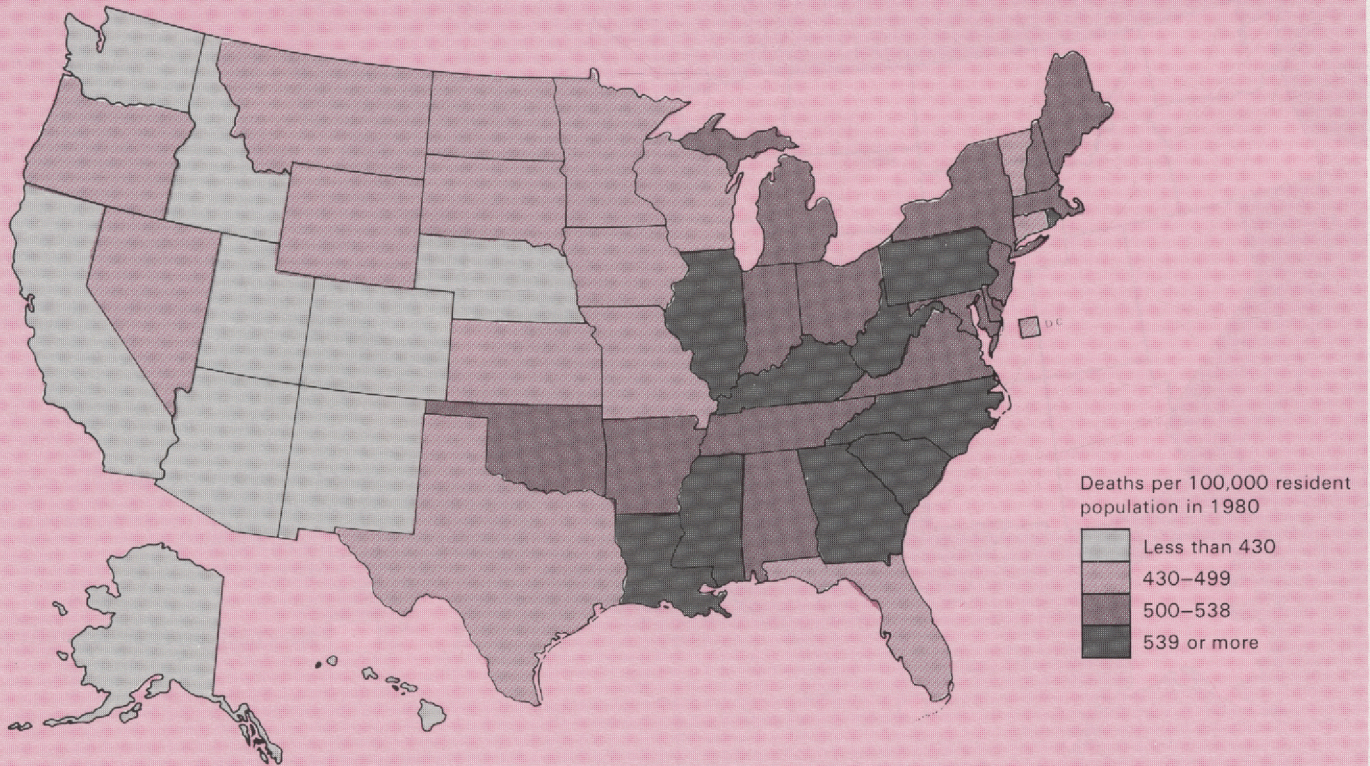 DC
Deaths per 100,000 resident
population in 1980
Less than 430
430–499
500–538
539 or more